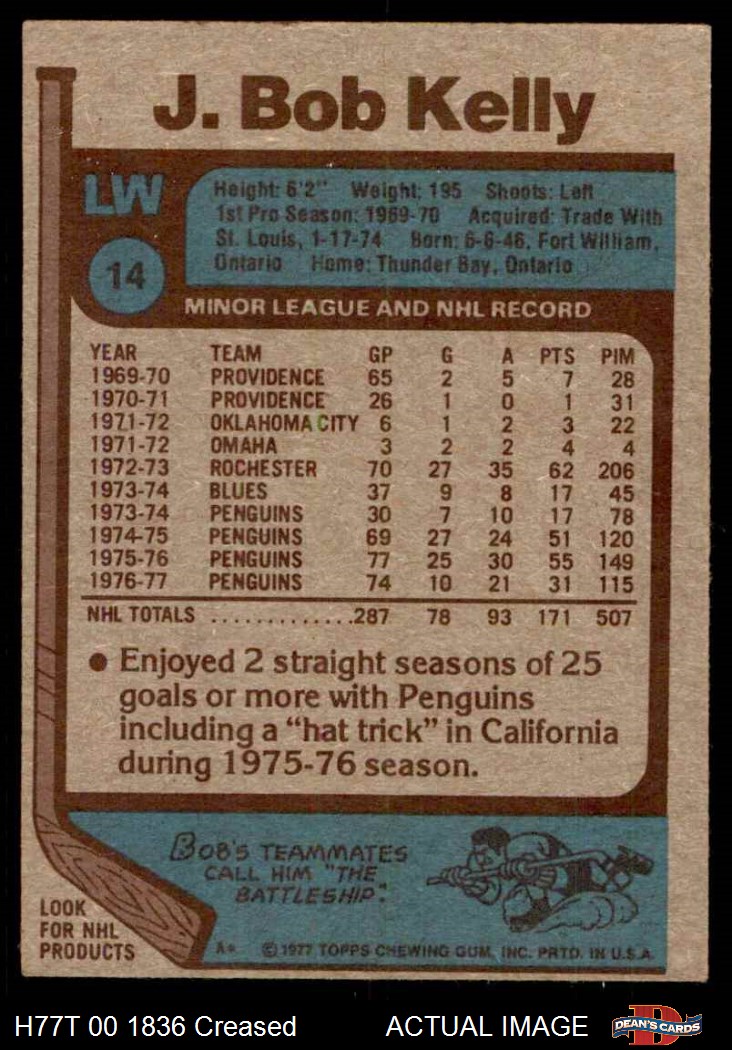 J. Bob Kelly
LW
14
Height: 6'2" Weight: 195 Shoots: Left
1st Pro Season: 1969-70 Acquired: Trade With
St. Louis, 1-17-74 Born: 6-6-46, Fort William,
Ontario Home: Thunder Bay, Ontario
MINOR LEAGUE AND NHL RECORD
YEAR TEAM GP G A PTS PIM
1969-70 PROVIDENCE 65 2 5 7 28
1970-71 PROVIDENCE 26 1 0 1 31
1971-72 OKLAHOMA CITY 6 1 2 3 22
1971-72 OMAHA 3 2 2 4 4
1972-73 ROCHESTER 70 27 35 62 206
1973-74 BLUES 37 9 8 17 45
1973-74 PENGUINS 30 7 10 17 78
1974-75 PENGUINS 69 27 24 51 120
1975-76 PENGUINS 77 25 30 55 149
1976-77 PENGUINS 74 10 21 31 115
NHL TOTALS .............287 78 93 171 507
● Enjoyed 2 straight seasons of 25
goals or more with Penguins
including a “hat trick” in California
during 1975-76 season.
BOB'S TEAMMATES
CALL HIM "THE
BATTLESHIP."
LOOK
FOR NHL
PRODUCTS
A* © 1977 TOPPS CHEWING GUM, INC. PRTD. IN U.S.A.
H77T 00 1836 Creased ACTUAL IMAGE
D
DEAN'S CARDS